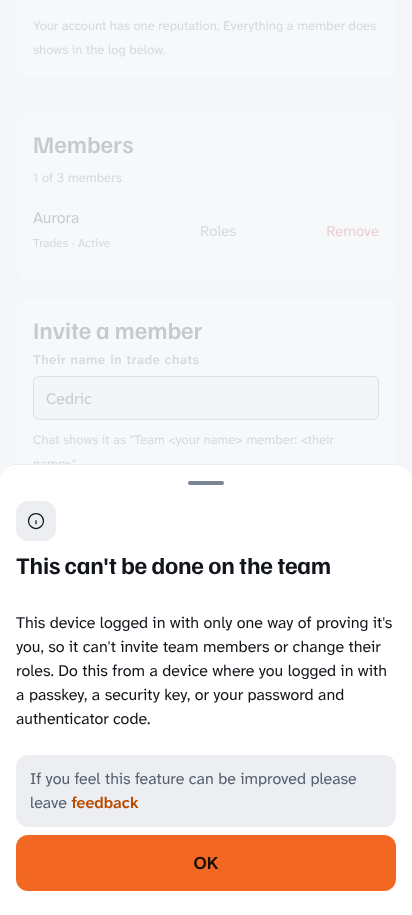 Your account has one reputation. Everything a member does
shows in the log below.
Members
1 of 3 members
Aurora
Trades · Active
Roles
Remove
Invite a member
Their name in trade chats
Cedric
Chat shows it as "Team <your name> member: <their
name>"
This can't be done on the team
This device logged in with only one way of proving it's
you, so it can't invite team members or change their
roles. Do this from a device where you logged in with
a passkey, a security key, or your password and
authenticator code.
If you feel this feature can be improved please
leave feedback
OK